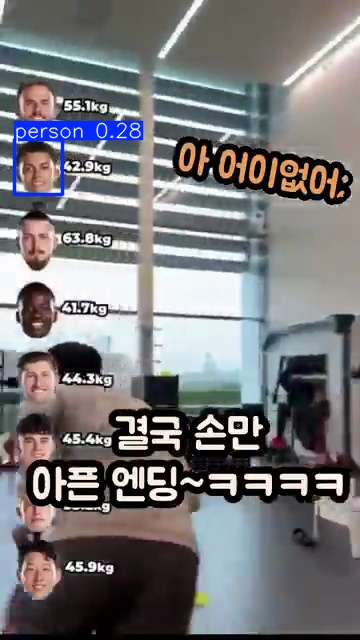 55.1kg
person 0.28
42.9kg
아 어이없어;
63.8kg
41.7kg
44.3kg
45.4kg
결국 손만
아픈 엔딩~ㅋㅋㅋㅋ
45.9kg